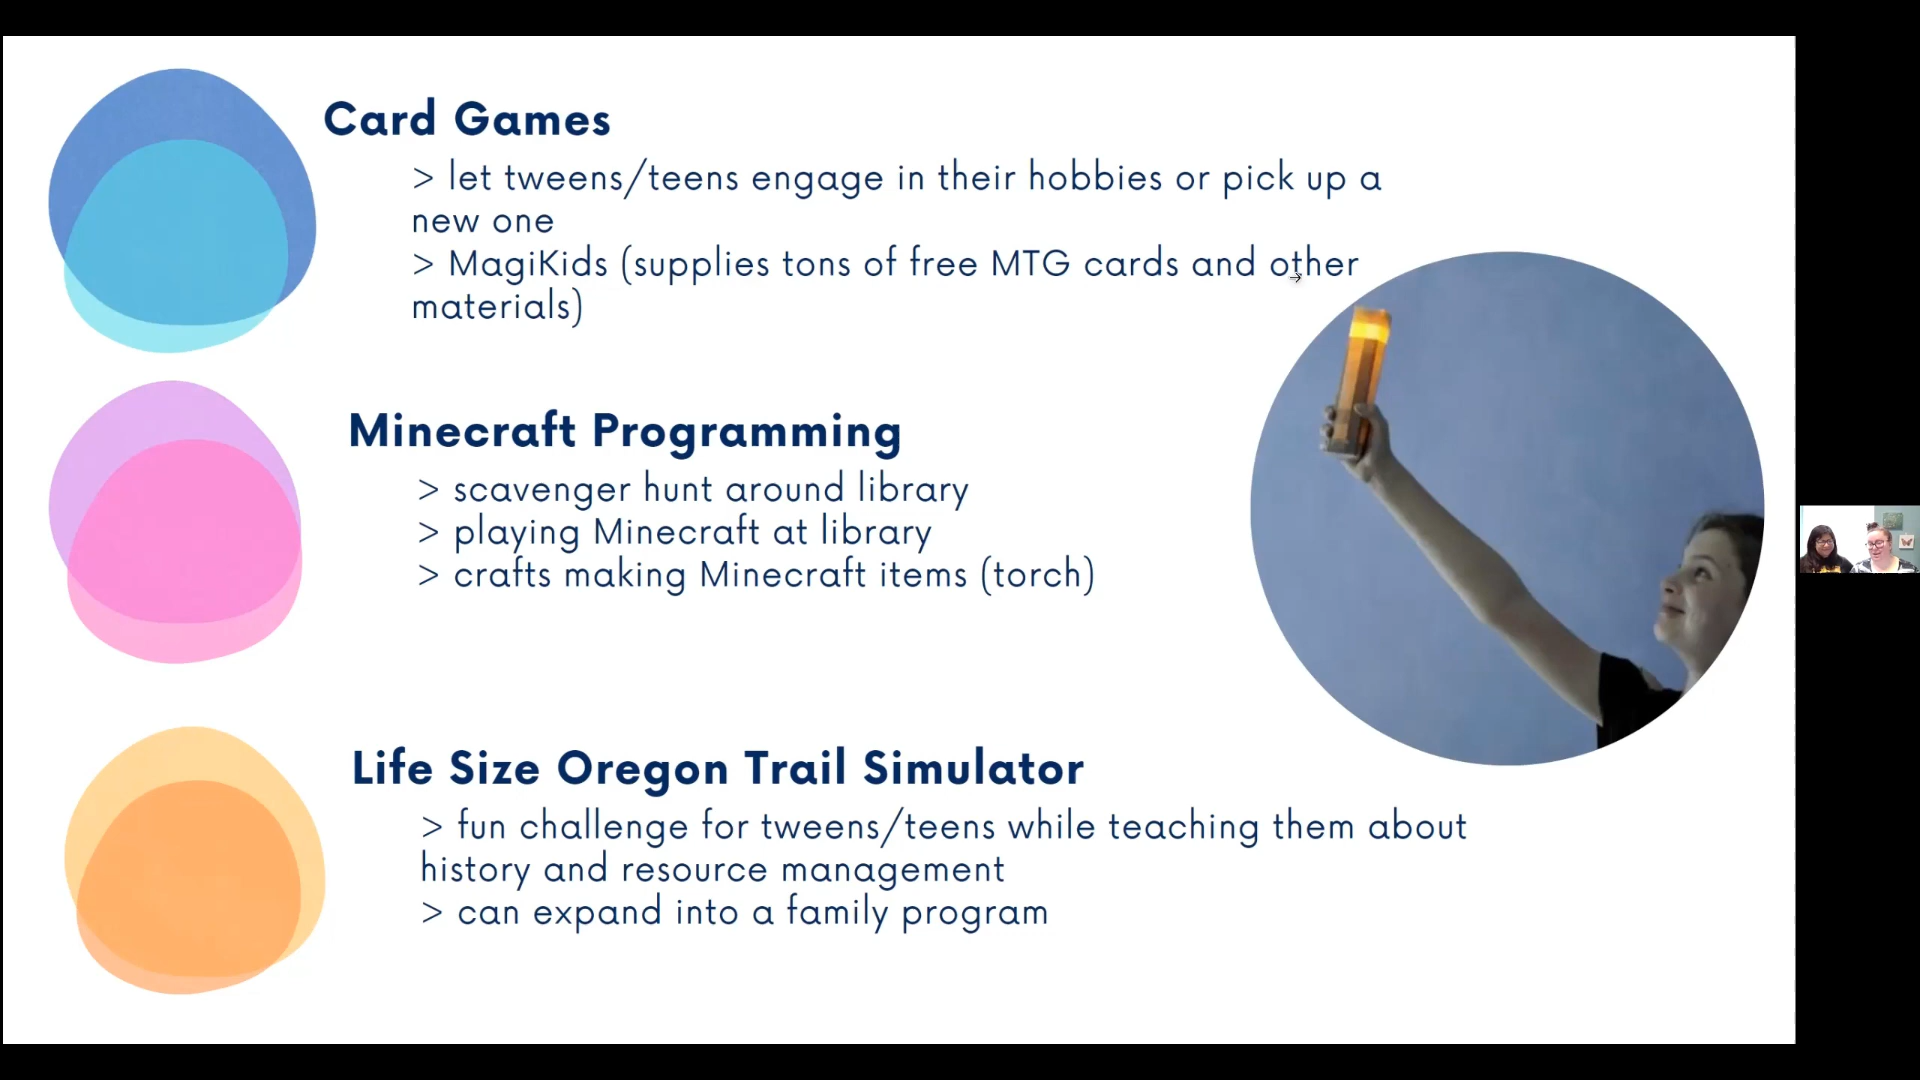 Card Games
> let tweens/teens engage in their hobbies or pick up a
new one
> MagiKids (supplies tons of free MTG cards and other
materials)
Minecraft Programming
> scavenger hunt around library
> playing Minecraft at library
> crafts making Minecraft items (torch)
Life Size Oregon Trail Simulator
> fun challenge for tweens/teens while teaching them about
history and resource management
> can expand into a family program